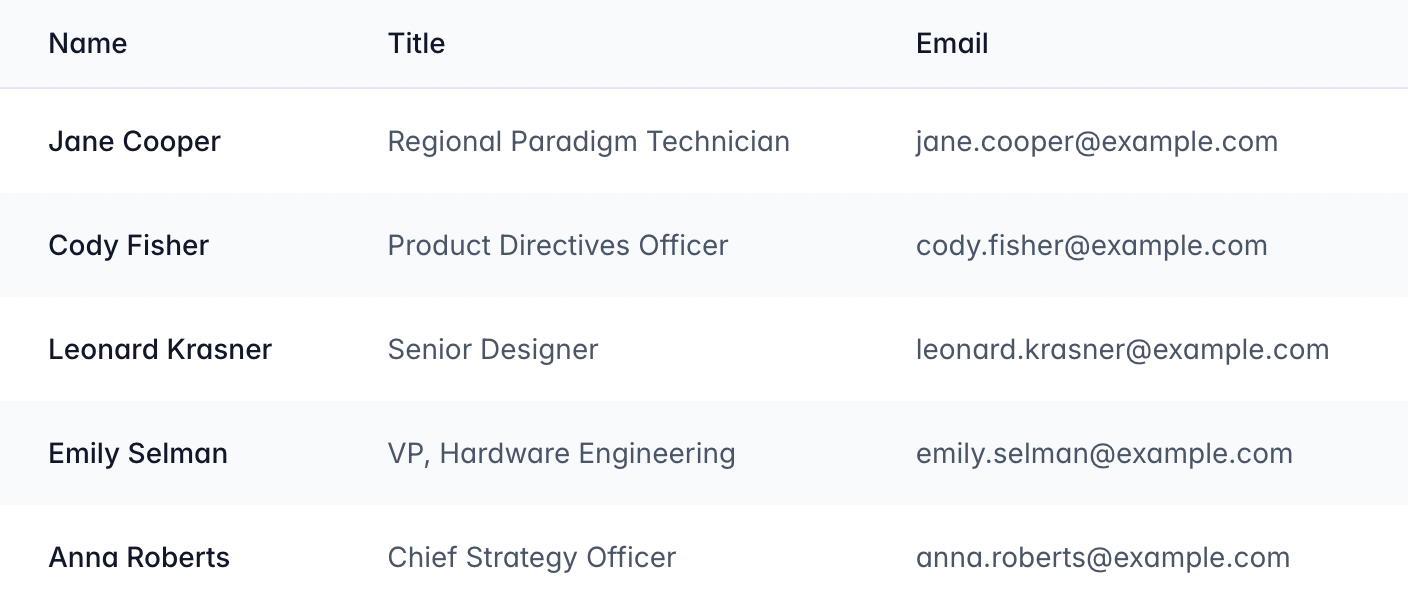 Name Title Email
Jane Cooper Regional Paradigm Technician jane.cooper@example.com
Cody Fisher Product Directives Officer cody.fisher@example.com
Leonard Krasner Senior Designer leonard.krasner@example.com
Emily Selman VP, Hardware Engineering emily.selman@example.com
Anna Roberts Chief Strategy Officer anna.roberts@example.com